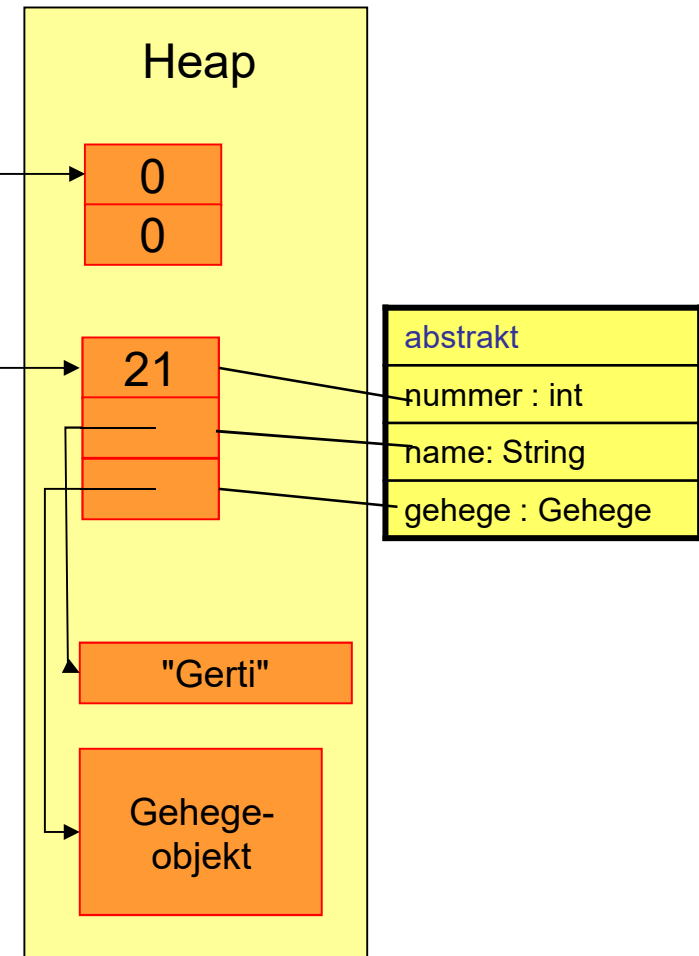 Heap
0
0
21
abstrakt
nummer : int
name: String
gehege : Gehege
"Gerti"
Gehege-
objekt